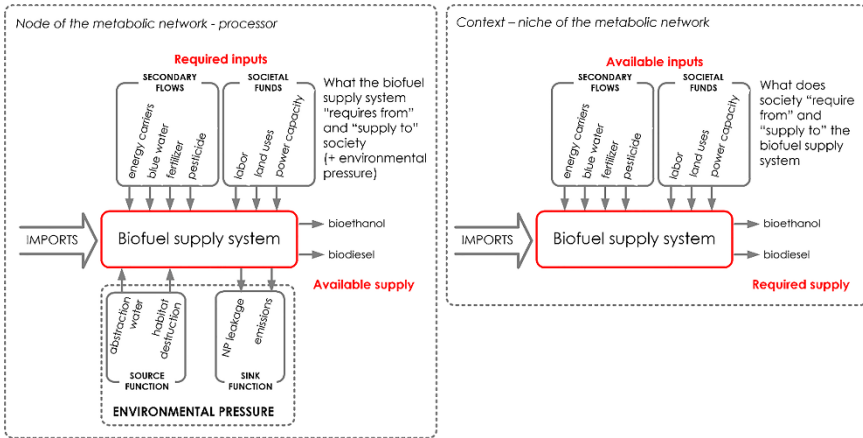 Node of the metabolic network - processor
Required inputs
SECONDARY
FLOWS
SOCIETAL
FUNDS
energy carriers
blue water
fertilizer
pesticide
labor
land uses
power capacity
What the biofuel
supply system
"requires from"
and "supply to"
society
(+ environmental
pressure)
IMPORTS
Biofuel supply system
bioethanol
biodiesel
Available supply
abstraction
water
habitat
destruction
NP leakage
emissions
SOURCE
FUNCTION
SINK
FUNCTION
ENVIRONMENTAL PRESSURE
Context – niche of the metabolic network
Available inputs
SECONDARY
FLOWS
SOCIETAL
FUNDS
energy carriers
blue water
fertilizer
pesticide
labor
land uses
power capacity
What does
society "require
from" and
"supply to" the
biofuel supply
system
IMPORTS
Biofuel supply system
bioethanol
biodiesel
Required supply